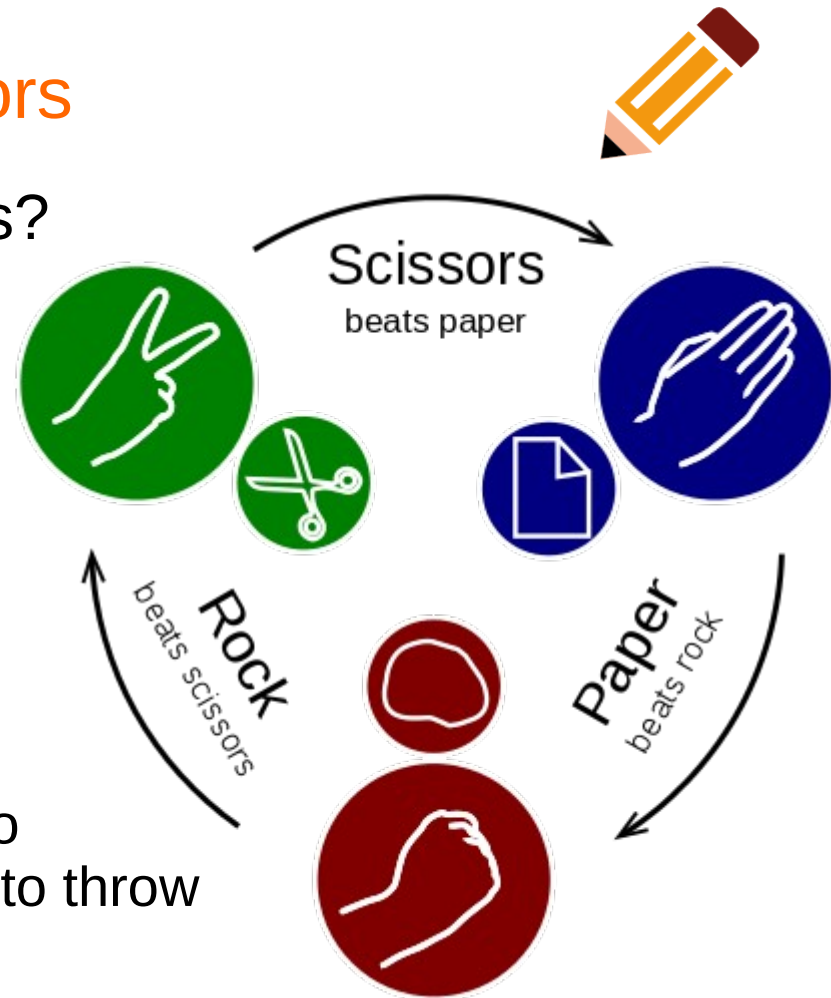 ors
s?
Scissors
beats paper
Rock
beats scissors
Paper
beats rock
o
to throw